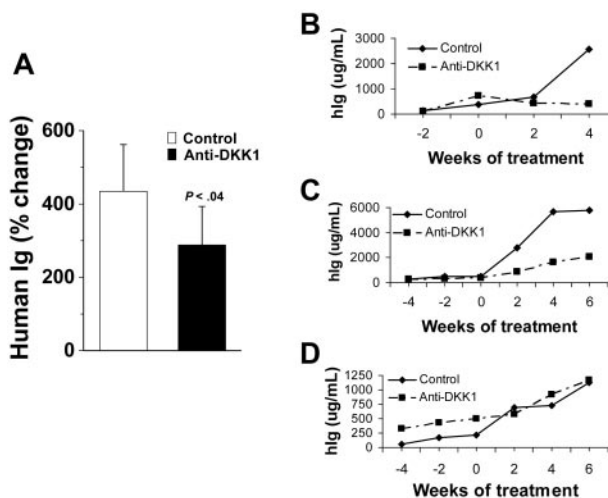 A
Human Ig (% change)
600
400
200
0
Control
Anti-DKK1
P < .04
B
hIg (ug/mL)
3000
2000
1000
0
Control
Anti-DKK1
-2 0 2 4
Weeks of treatment
C
hIg (ug/mL)
6000
4000
2000
0
Control
Anti-DKK1
-4 -2 0 2 4 6
Weeks of treatment
D
hIg (ug/mL)
1250
1000
750
500
250
0
Control
Anti-DKK1
-4 -2 0 2 4 6
Weeks of treatment